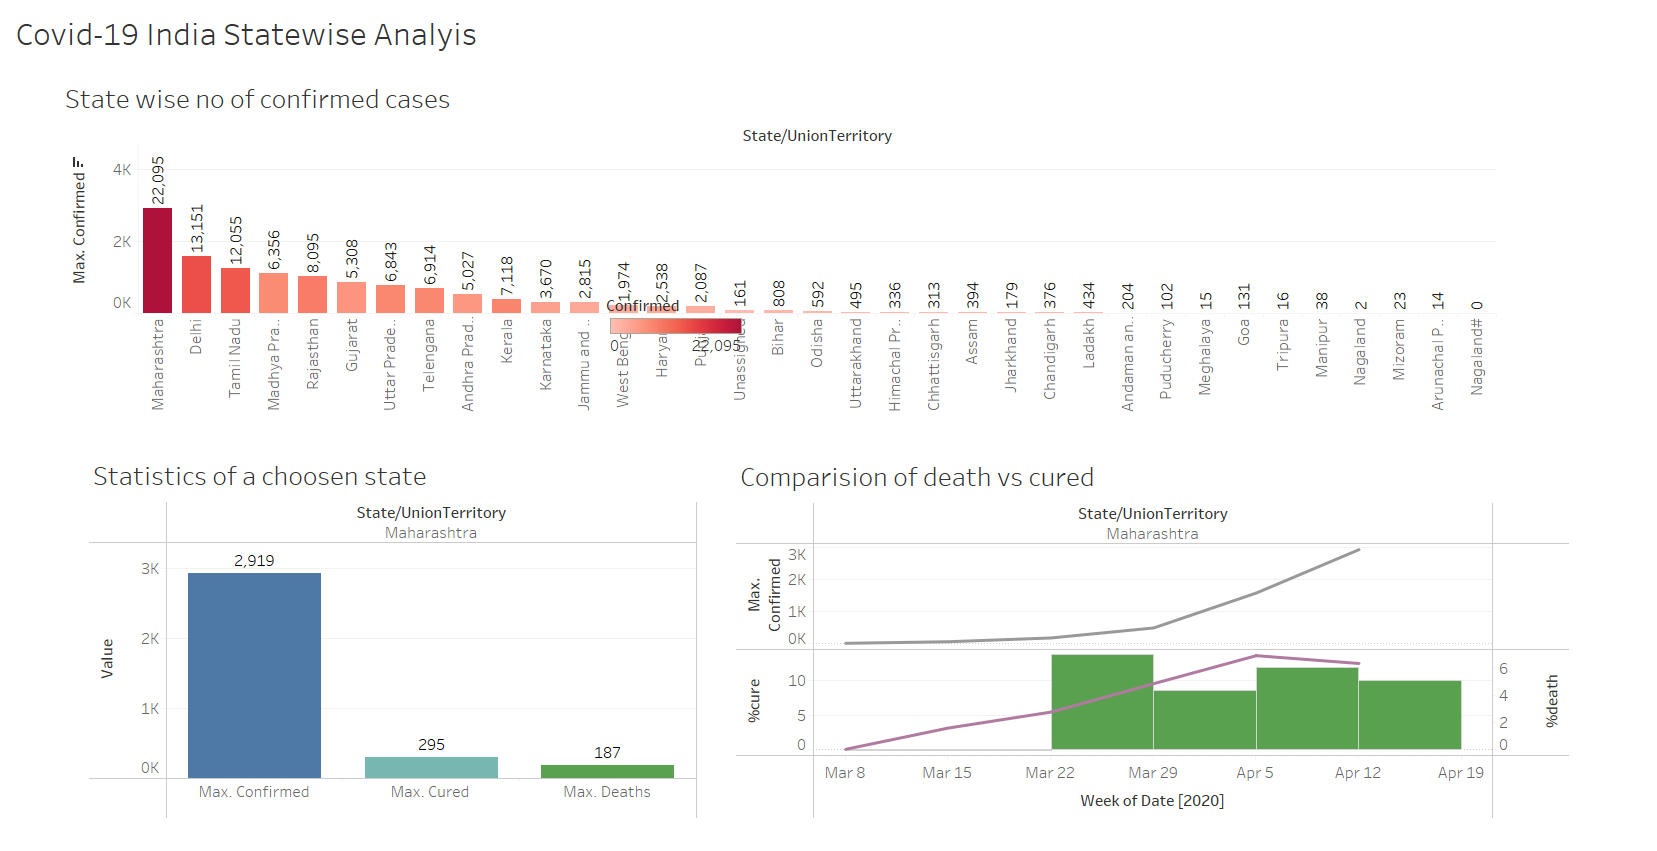 Covid-19 India Statewise Analyis
State wise no of confirmed cases
State/UnionTerritory
Max. Confirmed
4K
2K
0K
22,095
13,151
12,055
6,356
8,095
5,308
6,843
6,914
5,027
7,118
3,670
2,815
1,974
2,538
2,087
161
808
592
495
336
313
394
179
376
434
204
102
15
131
16
38
2
23
14
0
Confirmed
0
22,095
Maharashtra
Delhi
Tamil Nadu
Madhya Pra..
Rajasthan
Gujarat
Uttar Prade..
Telengana
Andhra Prad..
Kerala
Karnataka
Jammu and ..
West Beng
Haryan
Unassigned
Bihar
Odisha
Uttarakhand
Himachal Pr..
Chhattisgarh
Assam
Jharkhand
Chandigarh
Ladakh
Andaman an..
Puducherry
Meghalaya
Goa
Tripura
Manipur
Nagaland
Mizoram
Arunachal P..
Nagaland#
Statistics of a choosen state
State/UnionTerritory
Maharashtra
Value
3K
2K
1K
0K
2,919
295
187
Max. Confirmed
Max. Cured
Max. Deaths
Comparision of death vs cured
State/UnionTerritory
Maharashtra
Max.
Confirmed
3K
2K
1K
0K
%cure
10
5
0
6
4
2
0
%death
Mar 8
Mar 15
Mar 22
Mar 29
Apr 5
Apr 12
Apr 19
Week of Date [2020]